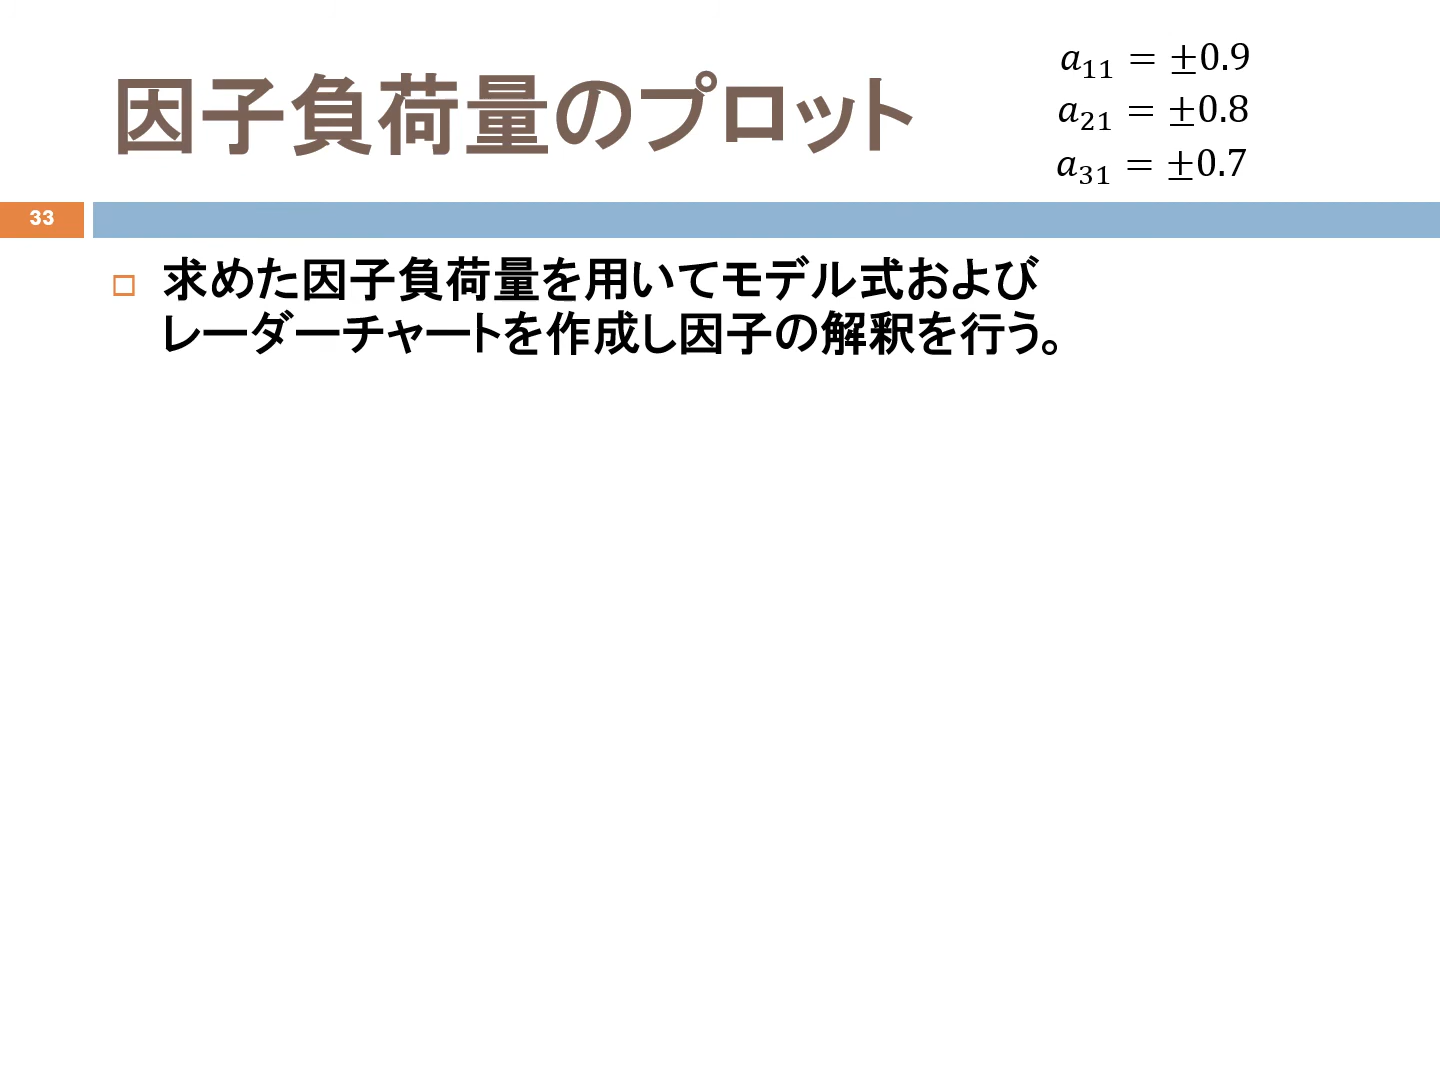 因子負荷量のプロット
a₁₁ = ±0.9
a₂₁ = ±0.8
a₃₁ = ±0.7
33
求めた因子負荷量を用いてモデル式および
レーダーチャートを作成し因子の解釈を行う。